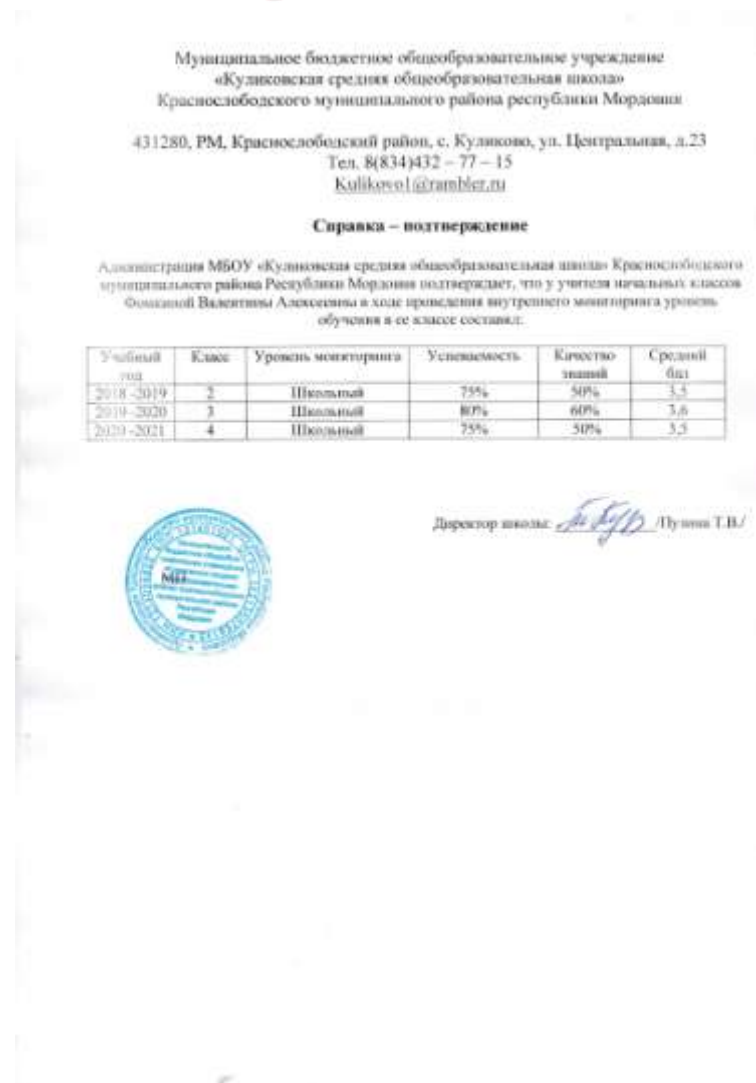 Муниципальное бюджетное общеобразовательное учреждение
«Куликовская средняя общеобразовательная школа»
Краснослободского муниципального района республики Мордовия
431280, РМ, Краснослободский район, с. Куликово, ул. Центральная, д.23
Тел. 8(834)432 – 77 – 15
Kulikovo1@rambler.ru
Справка – подтверждение
Администрация МБОУ «Куликовская средняя общеобразовательная школа» Краснослободского
муниципального района Республики Мордовия подтверждает, что у учителя начальных классов
Фомкиной Валентины Алексеевны в ходе проведения внутреннего мониторинга уровень
обучения в ее классе составил:
Учебный год Класс Уровень мониторинга Успеваемость Качество знаний Средний бал
2018 -2019 2 Школьный 75% 50% 3,5
2019 -2020 3 Школьный 80% 60% 3,6
2020 -2021 4 Школьный 75% 50% 3,5
Директор школы: /Пузина Т.В./
МП